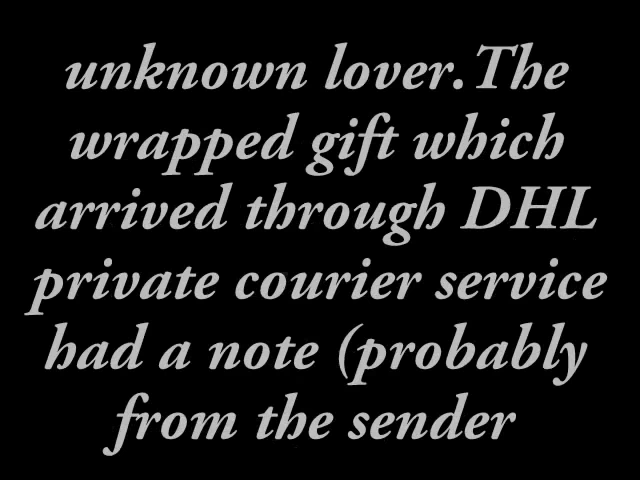 unknown lover. The
wrapped gift which
arrived through DHL
private courier service
had a note (probably
from the sender